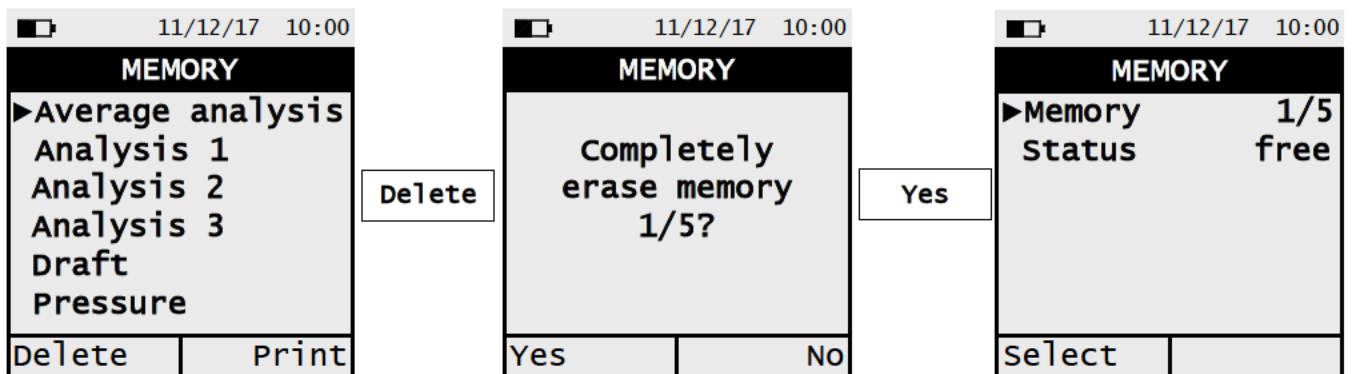 11/12/17 10:00
MEMORY
►Average analysis
Analysis 1
Analysis 2
Analysis 3
Draft
Pressure
Delete Print
Delete
11/12/17 10:00
MEMORY
Completely
erase memory
1/5?
Yes No
Yes
11/12/17 10:00
MEMORY
►Memory 1/5
Status free
Select